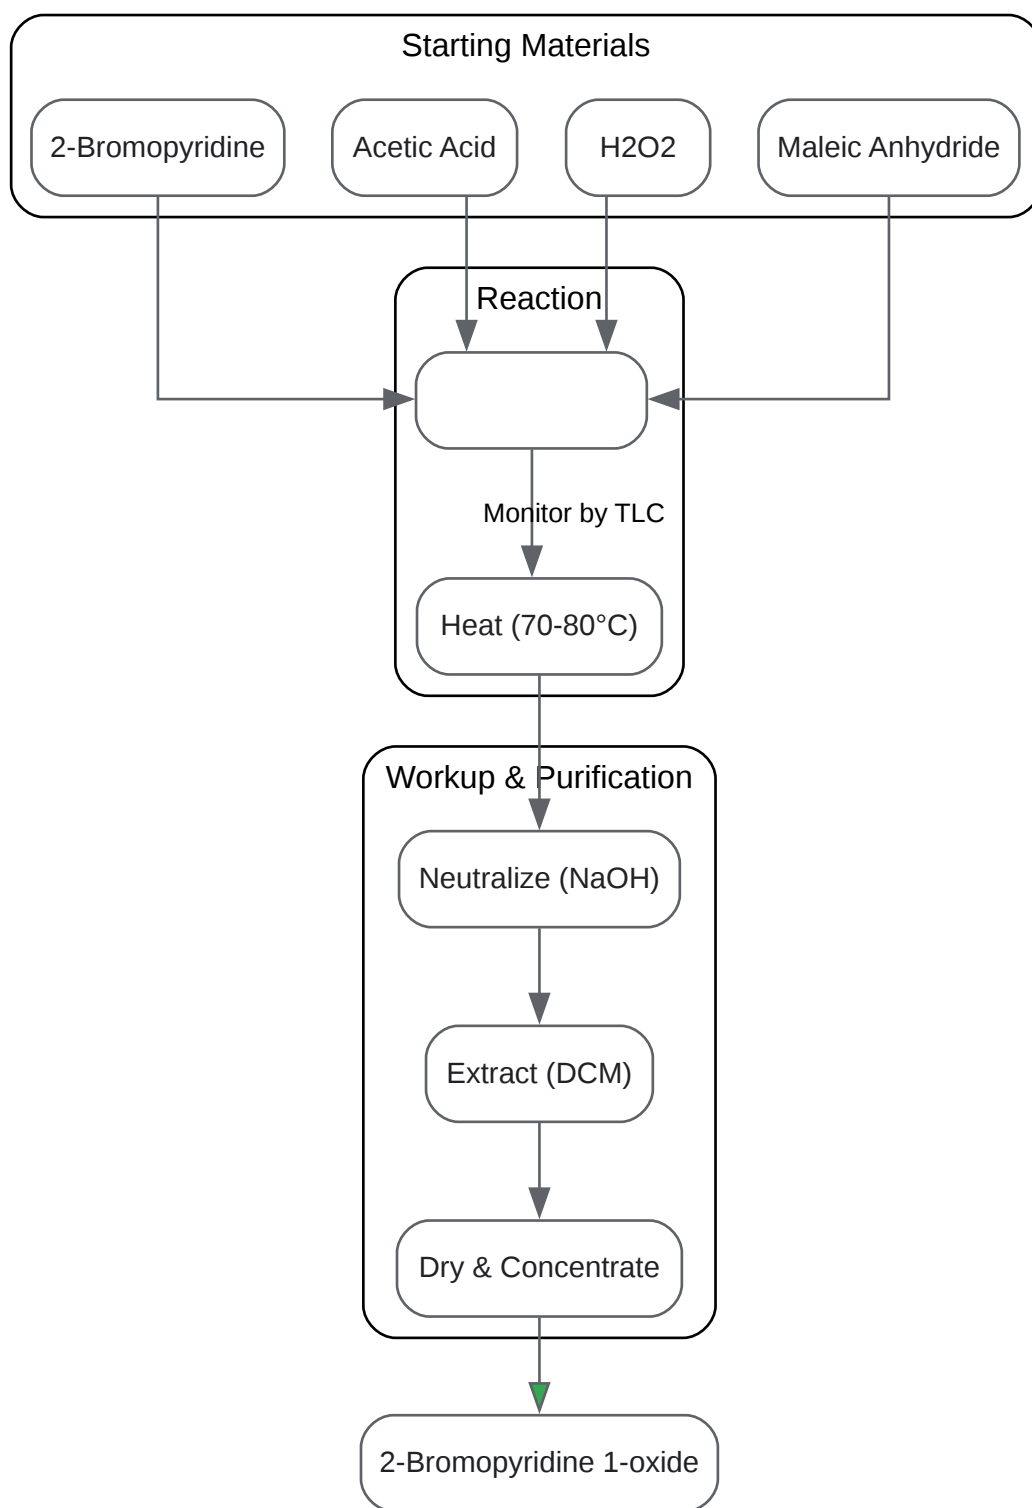 Starting Materials
2-Bromopyridine
Acetic Acid
H2O2
Maleic Anhydride
Reaction
Monitor by TLC
Heat (70-80°C)
Workup & Purification
Neutralize (NaOH)
Extract (DCM)
Dry & Concentrate
2-Bromopyridine 1-oxide